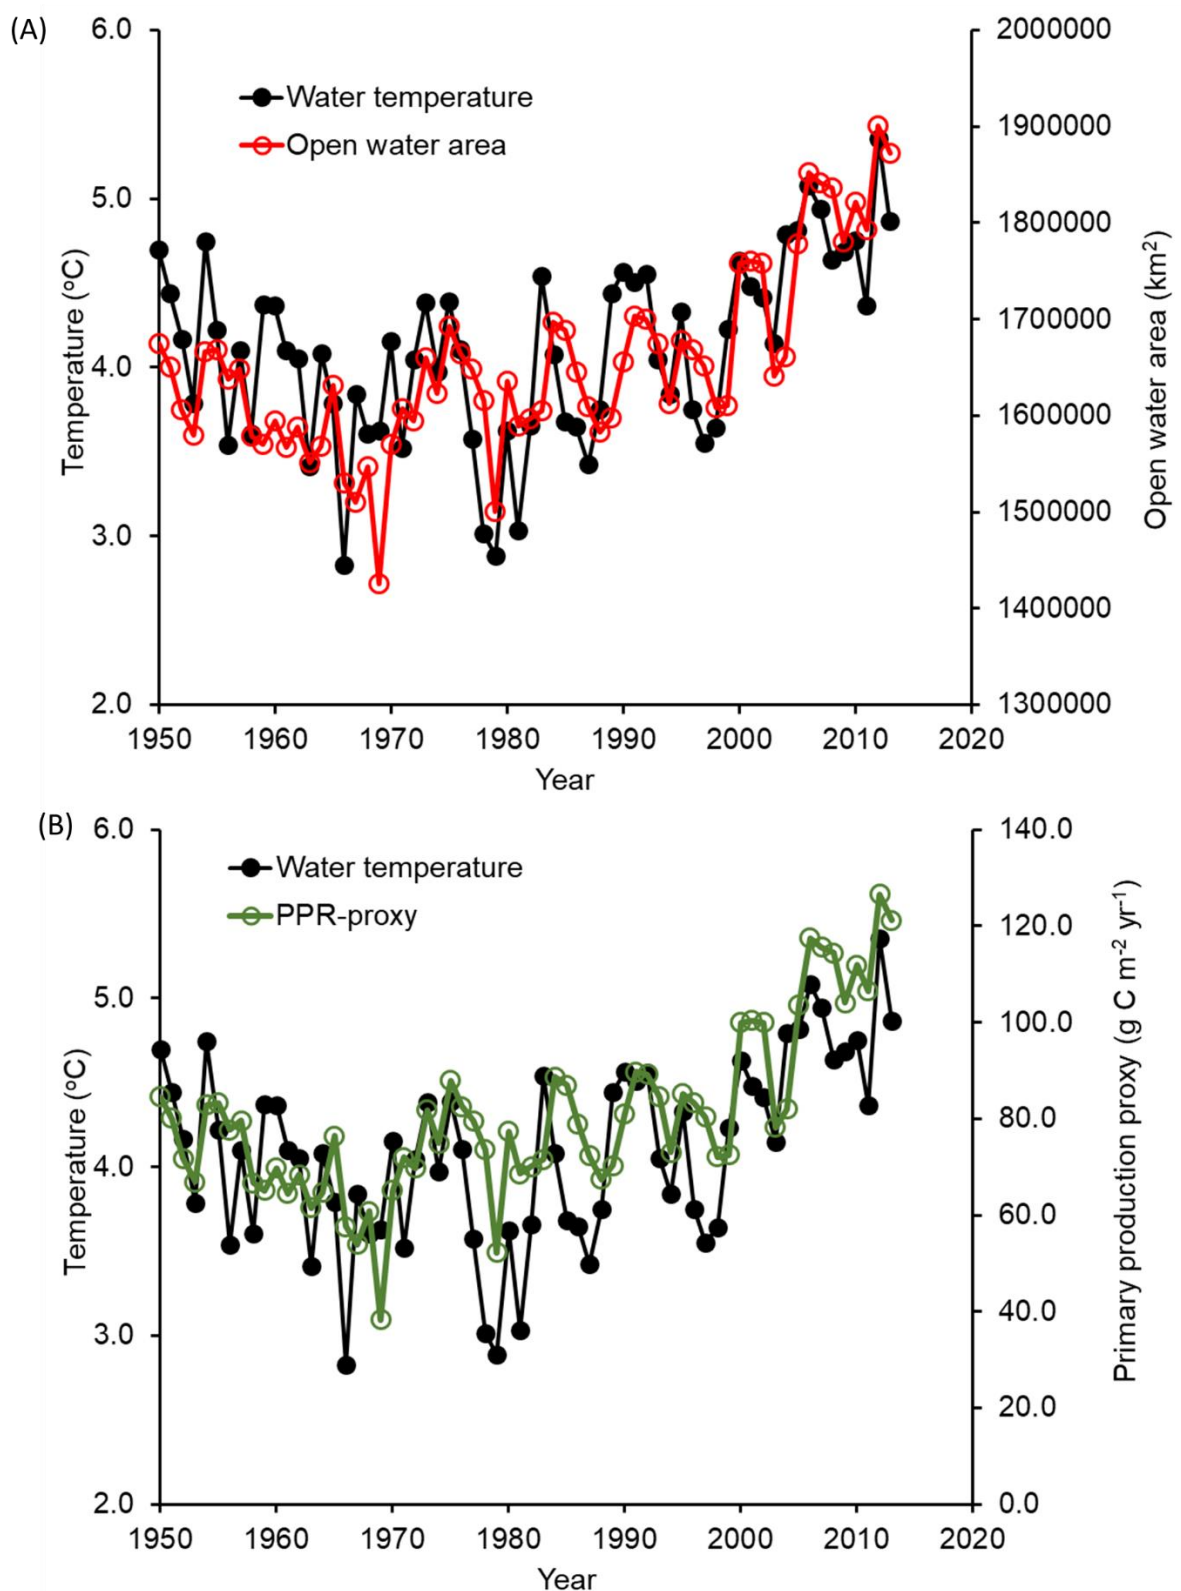 (A)
6.0
5.0
4.0
3.0
2.0
Temperature (°C)
Water temperature
Open water area
2000000
1900000
1800000
1700000
1600000
1500000
1400000
1300000
Open water area (km²)
1950 1960 1970 1980 1990 2000 2010 2020
Year
(B)
6.0
5.0
4.0
3.0
2.0
Temperature (°C)
Water temperature
PPR-proxy
140.0
120.0
100.0
80.0
60.0
40.0
20.0
0.0
Primary production proxy (g C m⁻² yr⁻¹)
1950 1960 1970 1980 1990 2000 2010 2020
Year